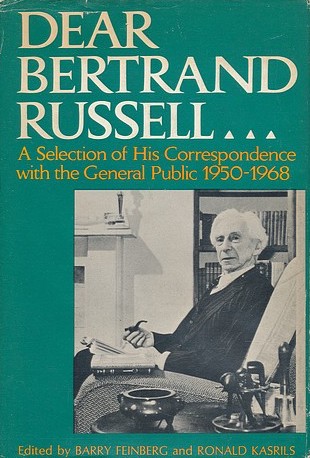 DEAR
BERTRAND
RUSSELL...
A Selection of His Correspondence
with the General Public 1950-1968
Edited by BARRY FEINBERG and RONALD KASRILS